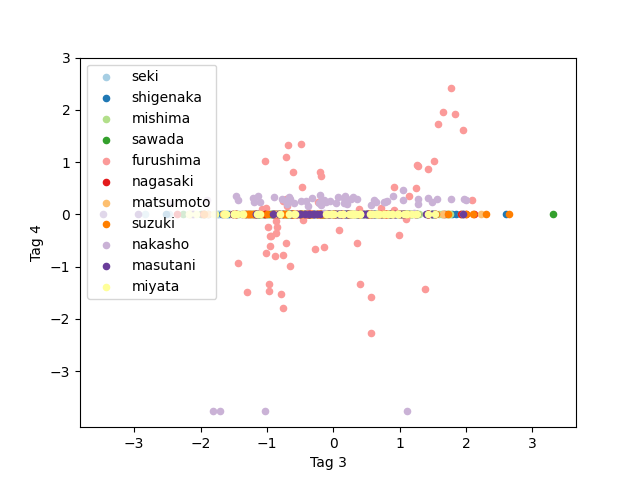 3
2
1
0
−1
−2
−3
Tag 4
seki
shigenaka
mishima
sawada
furushima
nagasaki
matsumoto
suzuki
nakasho
masutani
miyata
−3 −2 −1 0 1 2 3
Tag 3